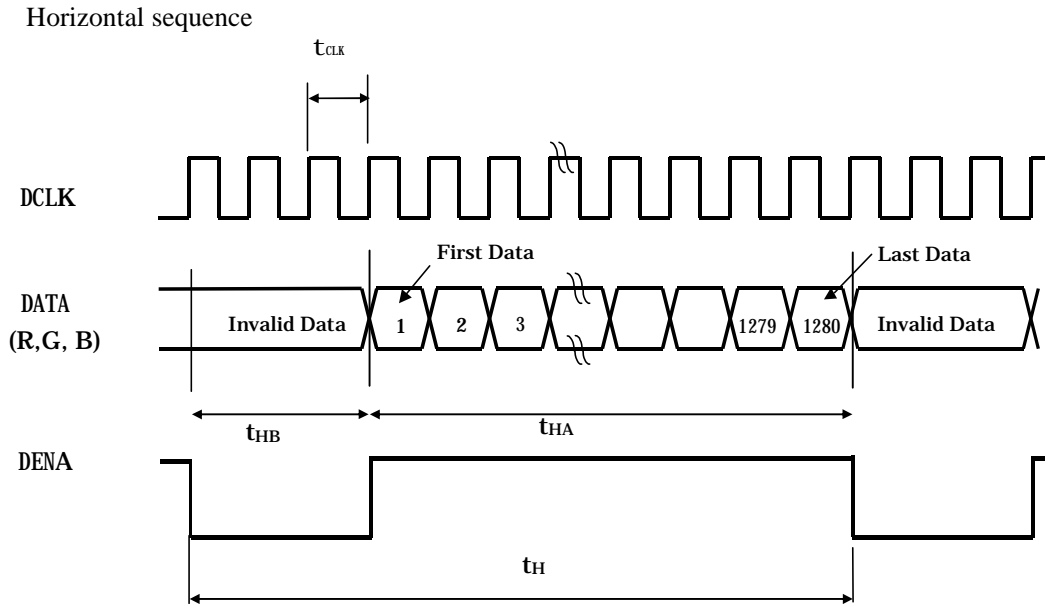 Horizontal sequence
tCLK
DCLK
First Data
Last Data
DATA
(R,G, B)
Invalid Data
1
2
3
1279
1280
Invalid Data
tHB
tHA
DENA
tH